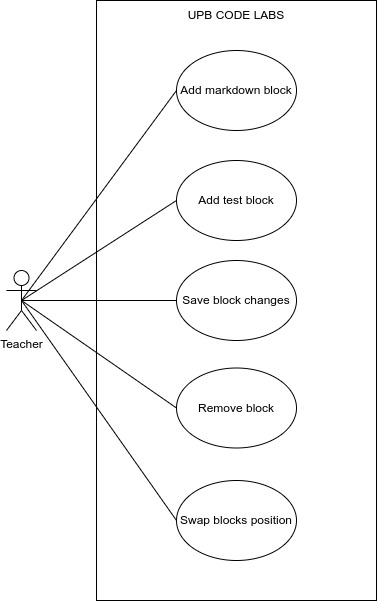 UPB CODE LABS
Add markdown block
Add test block
Save block changes
Teacher
Remove block
Swap blocks position